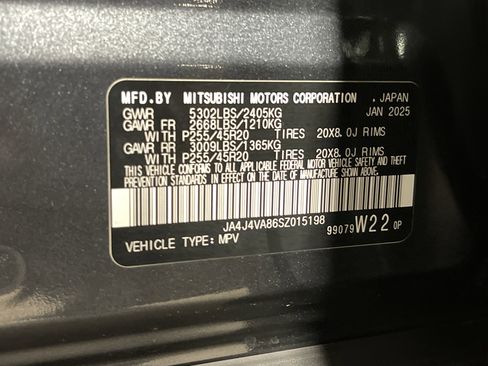 MFD.BY MITSUBISHI MOTORS CORPORATION , JAPAN
GVWR 5302LBS/2405KG JAN 2025
GAWR FR 2668LBS/1210KG
WITH P255/45R20 TIRES 20X8.0J RIMS
GAWR RR 3009LBS/1365KG
WITH P255/45R20 TIRES 20X8.0J RIMS
THIS VEHICLE CONFORMS TO ALL APPLICABLE FEDERAL MOTOR VEHICLE SAFETY AND THEFT
PREVENTION STANDARDS IN EFFECT ON THE DATE OF MANUFACTURE SHOWN ABOVE.
JA4J4VA86SZ015198
99079 W22 0P
VEHICLE TYPE: MPV